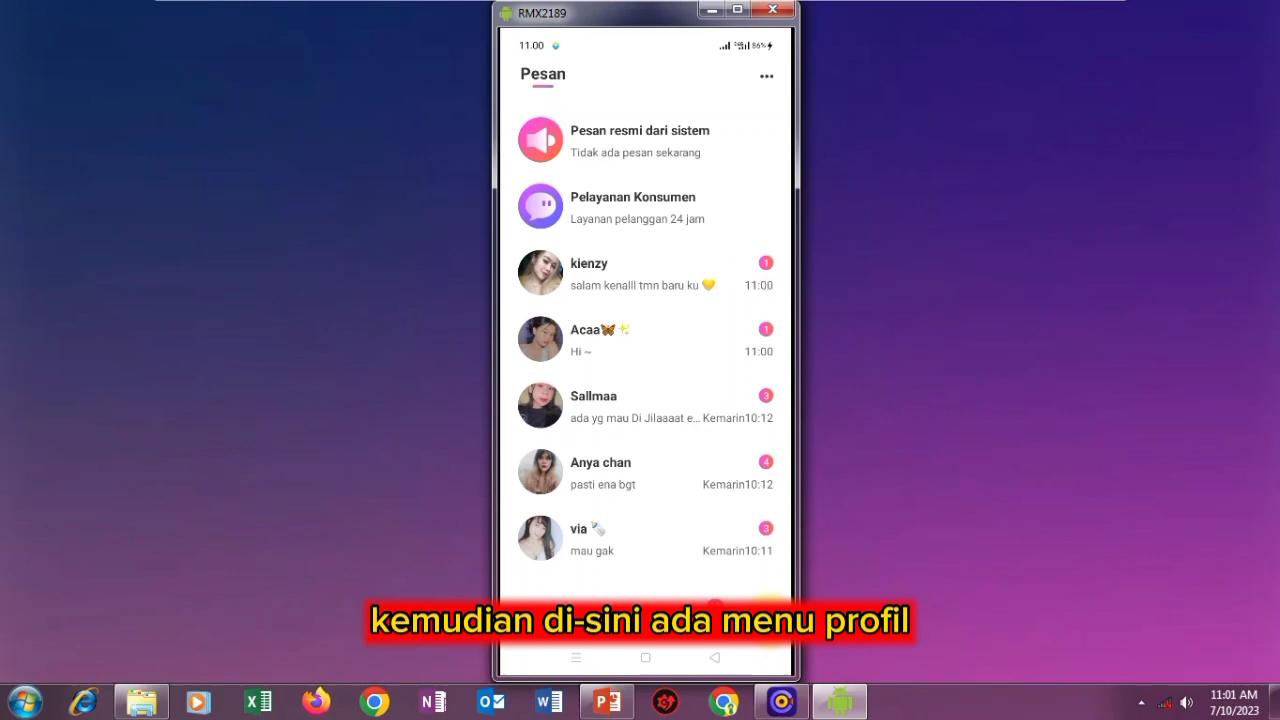 RMX2189
11.00
86%
Pesan
Pesan resmi dari sistem
Tidak ada pesan sekarang
Pelayanan Konsumen
Layanan pelanggan 24 jam
kienzy
1
salam kenalll tmn baru ku 💛
11:00
Acaa🦋✨
1
Hi ~
11:00
Sallmaa
3
ada yg mau Di Jilaaaat e... Kemarin10:12
Anya chan
4
pasti ena bgt
Kemarin10:12
via 🍼
3
mau gak
Kemarin10:11
kemudian di-sini ada menu profil
11:01 AM
7/10/2023